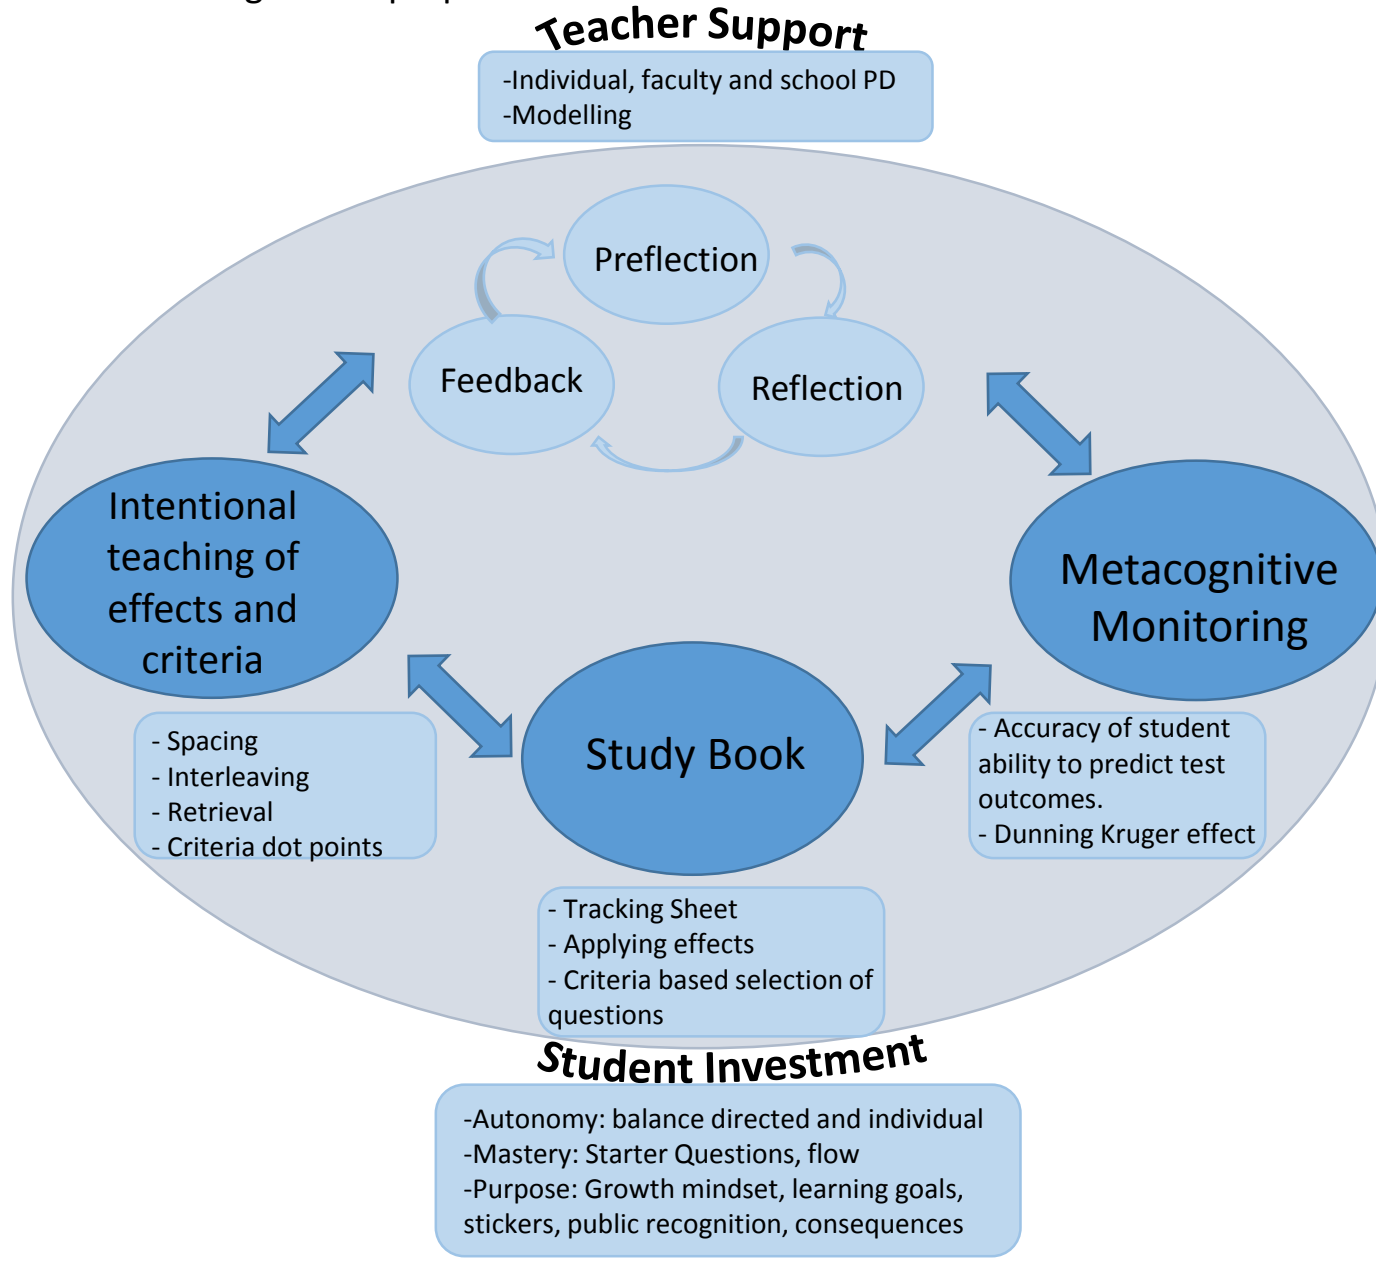 Teacher Support
-Individual, faculty and school PD
-Modelling
Preflection
Feedback
Reflection
Intentional
teaching of
effects and
criteria
Metacognitive
Monitoring
Study Book
- Spacing
- Interleaving
- Retrieval
- Criteria dot points
- Accuracy of student
ability to predict test
outcomes.
- Dunning Kruger effect
- Tracking Sheet
- Applying effects
- Criteria based selection of
questions
Student Investment
-Autonomy: balance directed and individual
-Mastery: Starter Questions, flow
-Purpose: Growth mindset, learning goals,
stickers, public recognition, consequences